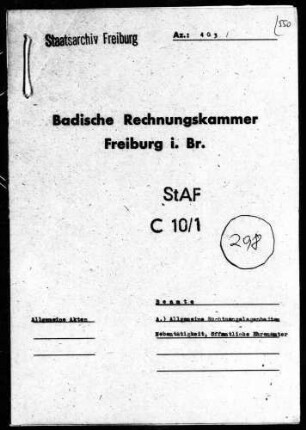 550
Staatsarchiv Freiburg
Az.: 403 /
Badische Rechnungskammer
Freiburg i. Br.
StAF
C 10/1
298
Beamte
Allgemeine Akten
A.) Allgemeine
Nebentätigkeit, öffentliche Ehrenämter